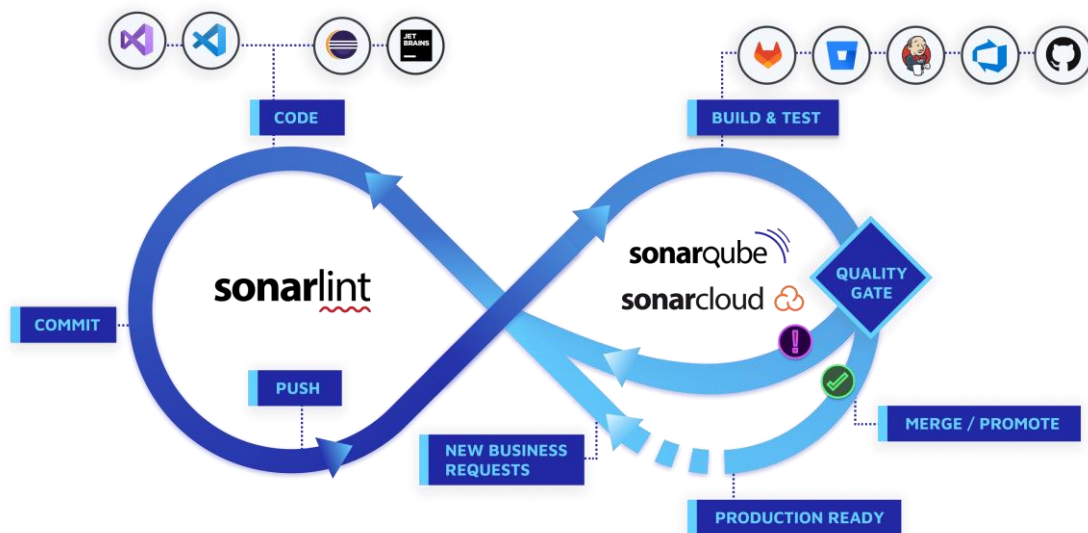 JET
BRAINS
CODE
BUILD & TEST
sonarlint
sonarqube
sonarcloud
QUALITY
GATE
COMMIT
PUSH
NEW BUSINESS
REQUESTS
MERGE / PROMOTE
PRODUCTION READY